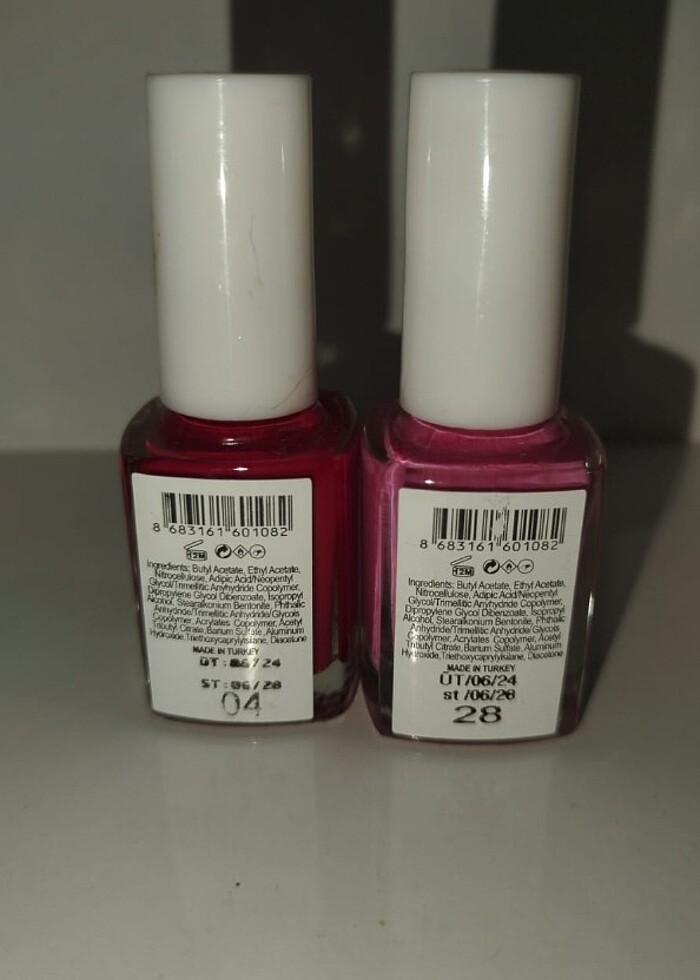 8 683161 601082
12M
Ingredients: Butyl Acetate, Ethyl Acetate,
Nitrocellulose, Adipic Acid/Neopentyl
Glycol/Trimellitic Anyhydride Copolymer,
Dipropylene Glycol Dibenzoate, Isopropyl
Alcohol, Stearalkonium Bentonite, Phthalic
Anhydride/Trimellitic Anhydride/Glycols
Copolymer, Acrylates Copolymer, Acetyl
Tributyl Citrate, Barium Sulfate, Aluminum
Hydroxide,Triethoxycaprylylsilane, Diacetone
MADE IN TURKEY
ST:06/28
04
8 683161 601082
12M
Ingredients: Butyl Acetate, Ethyl Acetate,
Nitrocellulose, Adipic Acid/Neopentyl
Glycol/Trimellitic Anyhydride Copolymer,
Dipropylene Glycol Dibenzoate, Isopropyl
Alcohol, Stearalkonium Bentonite, Phthalic
Anhydride/Trimellitic Anhydride/Glycols
Copolymer, Acrylates Copolymer, Acetyl
Tributyl Citrate, Barium Sulfate, Aluminum
Hydroxide,Triethoxycaprylylsilane, Diacetone
MADE IN TURKEY
ÜT/06/24
st /06/28
28